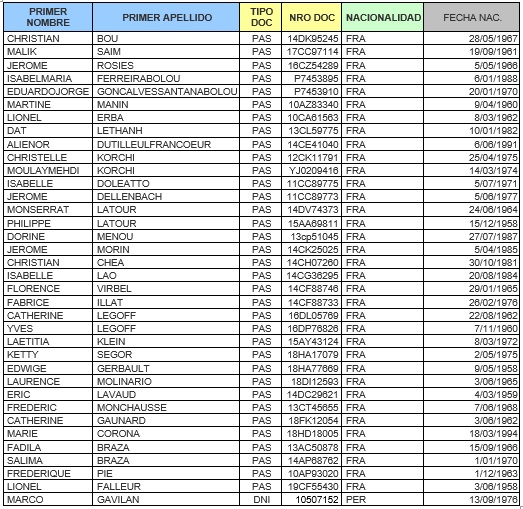 PRIMER NOMBRE PRIMER APELLIDO TIPO DOC NRO DOC NACIONALIDAD FECHA NAC.
CHRISTIAN BOU PAS 14DK95245 FRA 28/05/1967
MALIK SAIM PAS 17CC97114 FRA 19/09/1961
JEROME ROSIES PAS 16CZ54289 FRA 5/05/1966
ISABELMARIA FERREIRABOLOU PAS P7453895 FRA 6/01/1988
EDUARDOJORGE GONCALVESSANTANABOLOU PAS P7453910 FRA 20/01/1970
MARTINE MANIN PAS 10AZ83340 FRA 9/04/1960
LIONEL ERBA PAS 10CA61563 FRA 8/03/1962
DAT LETHANH PAS 13CL59775 FRA 10/01/1982
ALIENOR DUTILLEULFRANCOEUR PAS 14CE41040 FRA 6/06/1991
CHRISTELLE KORCHI PAS 12CK11791 FRA 25/04/1975
MOULAYMEHDI KORCHI PAS YJ0209416 FRA 14/03/1974
ISABELLE DOLEATTO PAS 11CC89775 FRA 5/07/1971
JEROME DELLENBACH PAS 11CC89773 FRA 5/06/1977
MONSERRAT LATOUR PAS 14DV74373 FRA 24/06/1964
PHILIPPE LATOUR PAS 15AA69811 FRA 15/12/1958
DORINE MENOU PAS 13cp51045 FRA 27/07/1987
JEROME MORIN PAS 14CK25025 FRA 5/04/1985
CHRISTIAN CHEA PAS 14CH07260 FRA 30/10/1981
ISABELLE LAO PAS 14CG36295 FRA 20/08/1984
FLORENCE VIRBEL PAS 14CF88746 FRA 29/01/1965
FABRICE ILLAT PAS 14CF88733 FRA 26/02/1976
CATHERINE LEGOFF PAS 16DL05769 FRA 22/08/1962
YVES LEGOFF PAS 16DP76826 FRA 7/11/1960
LAETITIA KLEIN PAS 15AY43124 FRA 8/03/1972
KETTY SEGOR PAS 18HA17079 FRA 2/05/1975
EDWIGE GERBAULT PAS 18HA77669 FRA 9/05/1958
LAURENCE MOLINARIO PAS 18DI12593 FRA 3/06/1965
ERIC LAVAUD PAS 14DC29621 FRA 4/03/1959
FREDERIC MONCHAUSSE PAS 13CT45655 FRA 7/06/1968
CATHERINE GAUNARD PAS 18FK12054 FRA 3/06/1962
MARIE CORONA PAS 18HD18005 FRA 18/03/1994
FADILA BRAZA PAS 13AC50878 FRA 15/09/1966
SALIMA BRAZA PAS 14AP68762 FRA 1/01/1970
FREDERIQUE PIE PAS 10AP93020 FRA 1/12/1963
LIONEL FALLEUR PAS 19CF55430 FRA 3/06/1958
MARCO GAVILAN DNI 10507152 PER 13/09/1976